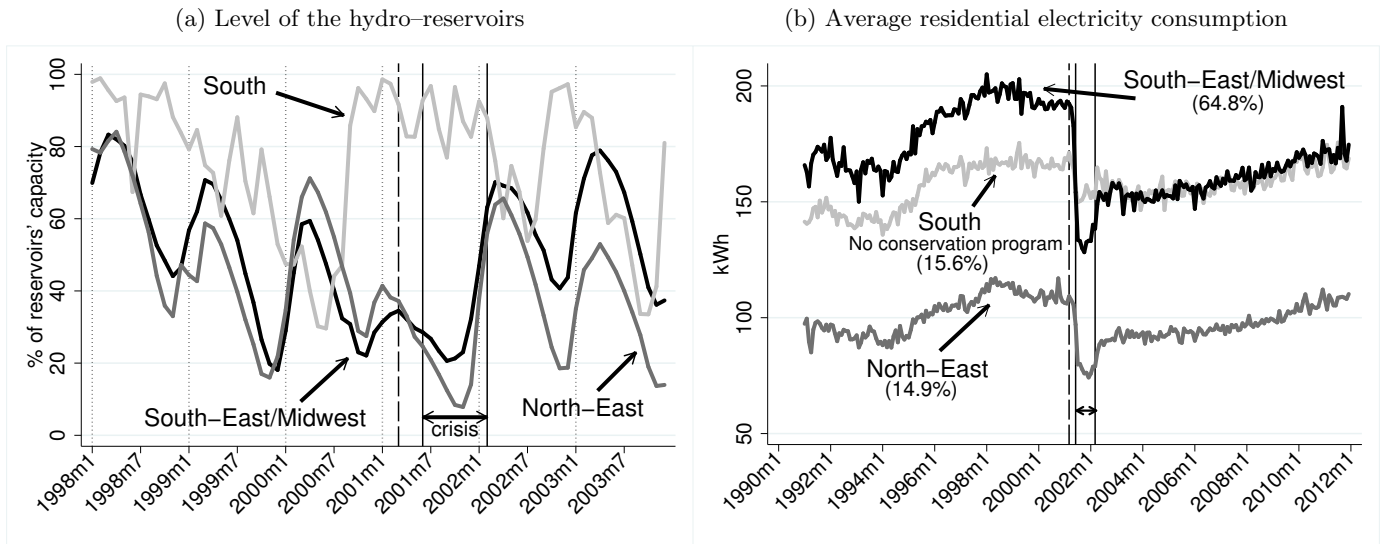 (a) Level of the hydro–reservoirs
% of reservoirs' capacity
0
20
40
60
80
100
South
South−East/Midwest
North−East
crisis
1998m1
1998m7
1999m1
1999m7
2000m1
2000m7
2001m1
2001m7
2002m1
2002m7
2003m1
2003m7
(b) Average residential electricity consumption
kWh
50
100
150
200
South−East/Midwest
(64.8%)
South
No conservation program
(15.6%)
North−East
(14.9%)
1990m1
1992m1
1994m1
1996m1
1998m1
2000m1
2002m1
2004m1
2006m1
2008m1
2010m1
2012m1